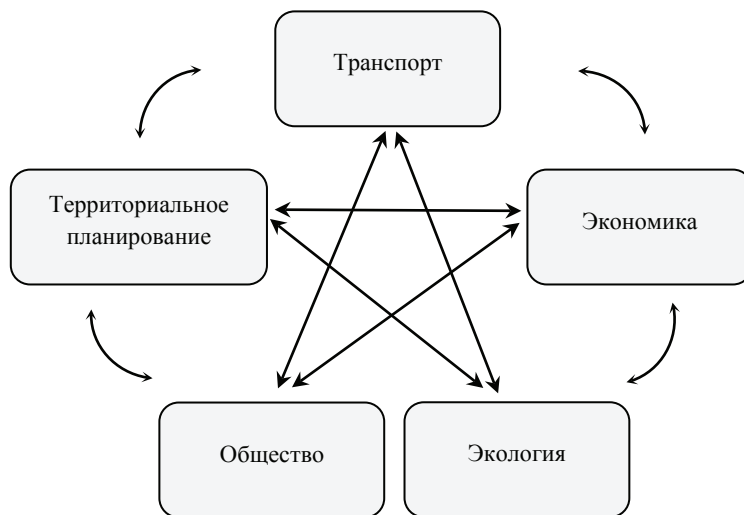 Транспорт
Территориальное
планирование
Экономика
Общество
Экология